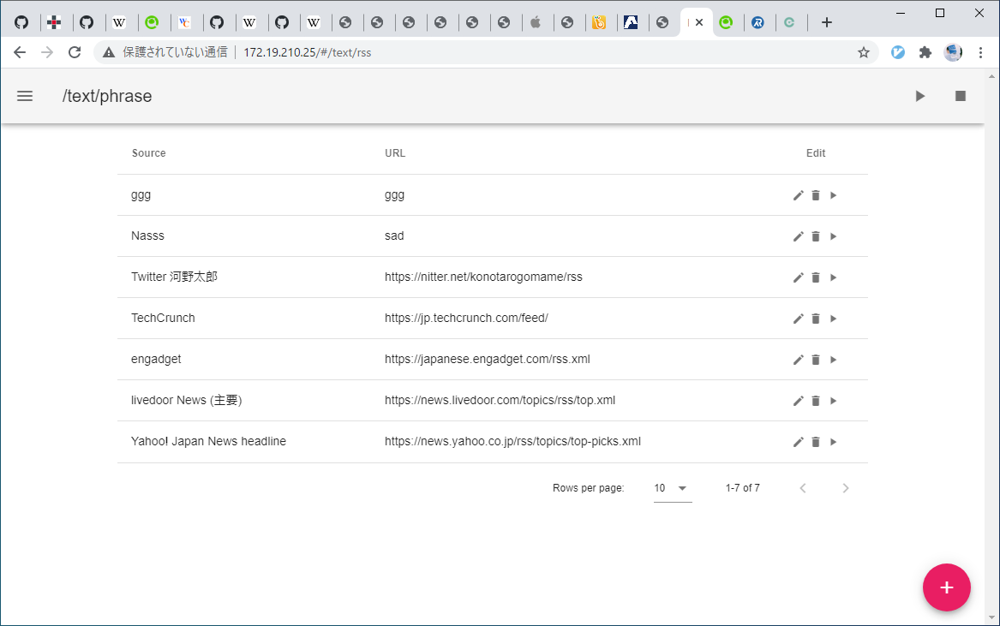 保護されていない通信 | 172.19.210.25/#/text/rss
/text/phrase
Source URL Edit
ggg ggg
Nasss sad
Twitter 河野太郎 https://nitter.net/konotarogomame/rss
TechCrunch https://jp.techcrunch.com/feed/
engadget https://japanese.engadget.com/rss.xml
livedoor News (主要) https://news.livedoor.com/topics/rss/top.xml
Yahoo! Japan News headline https://news.yahoo.co.jp/rss/topics/top-picks.xml
Rows per page: 10 1-7 of 7